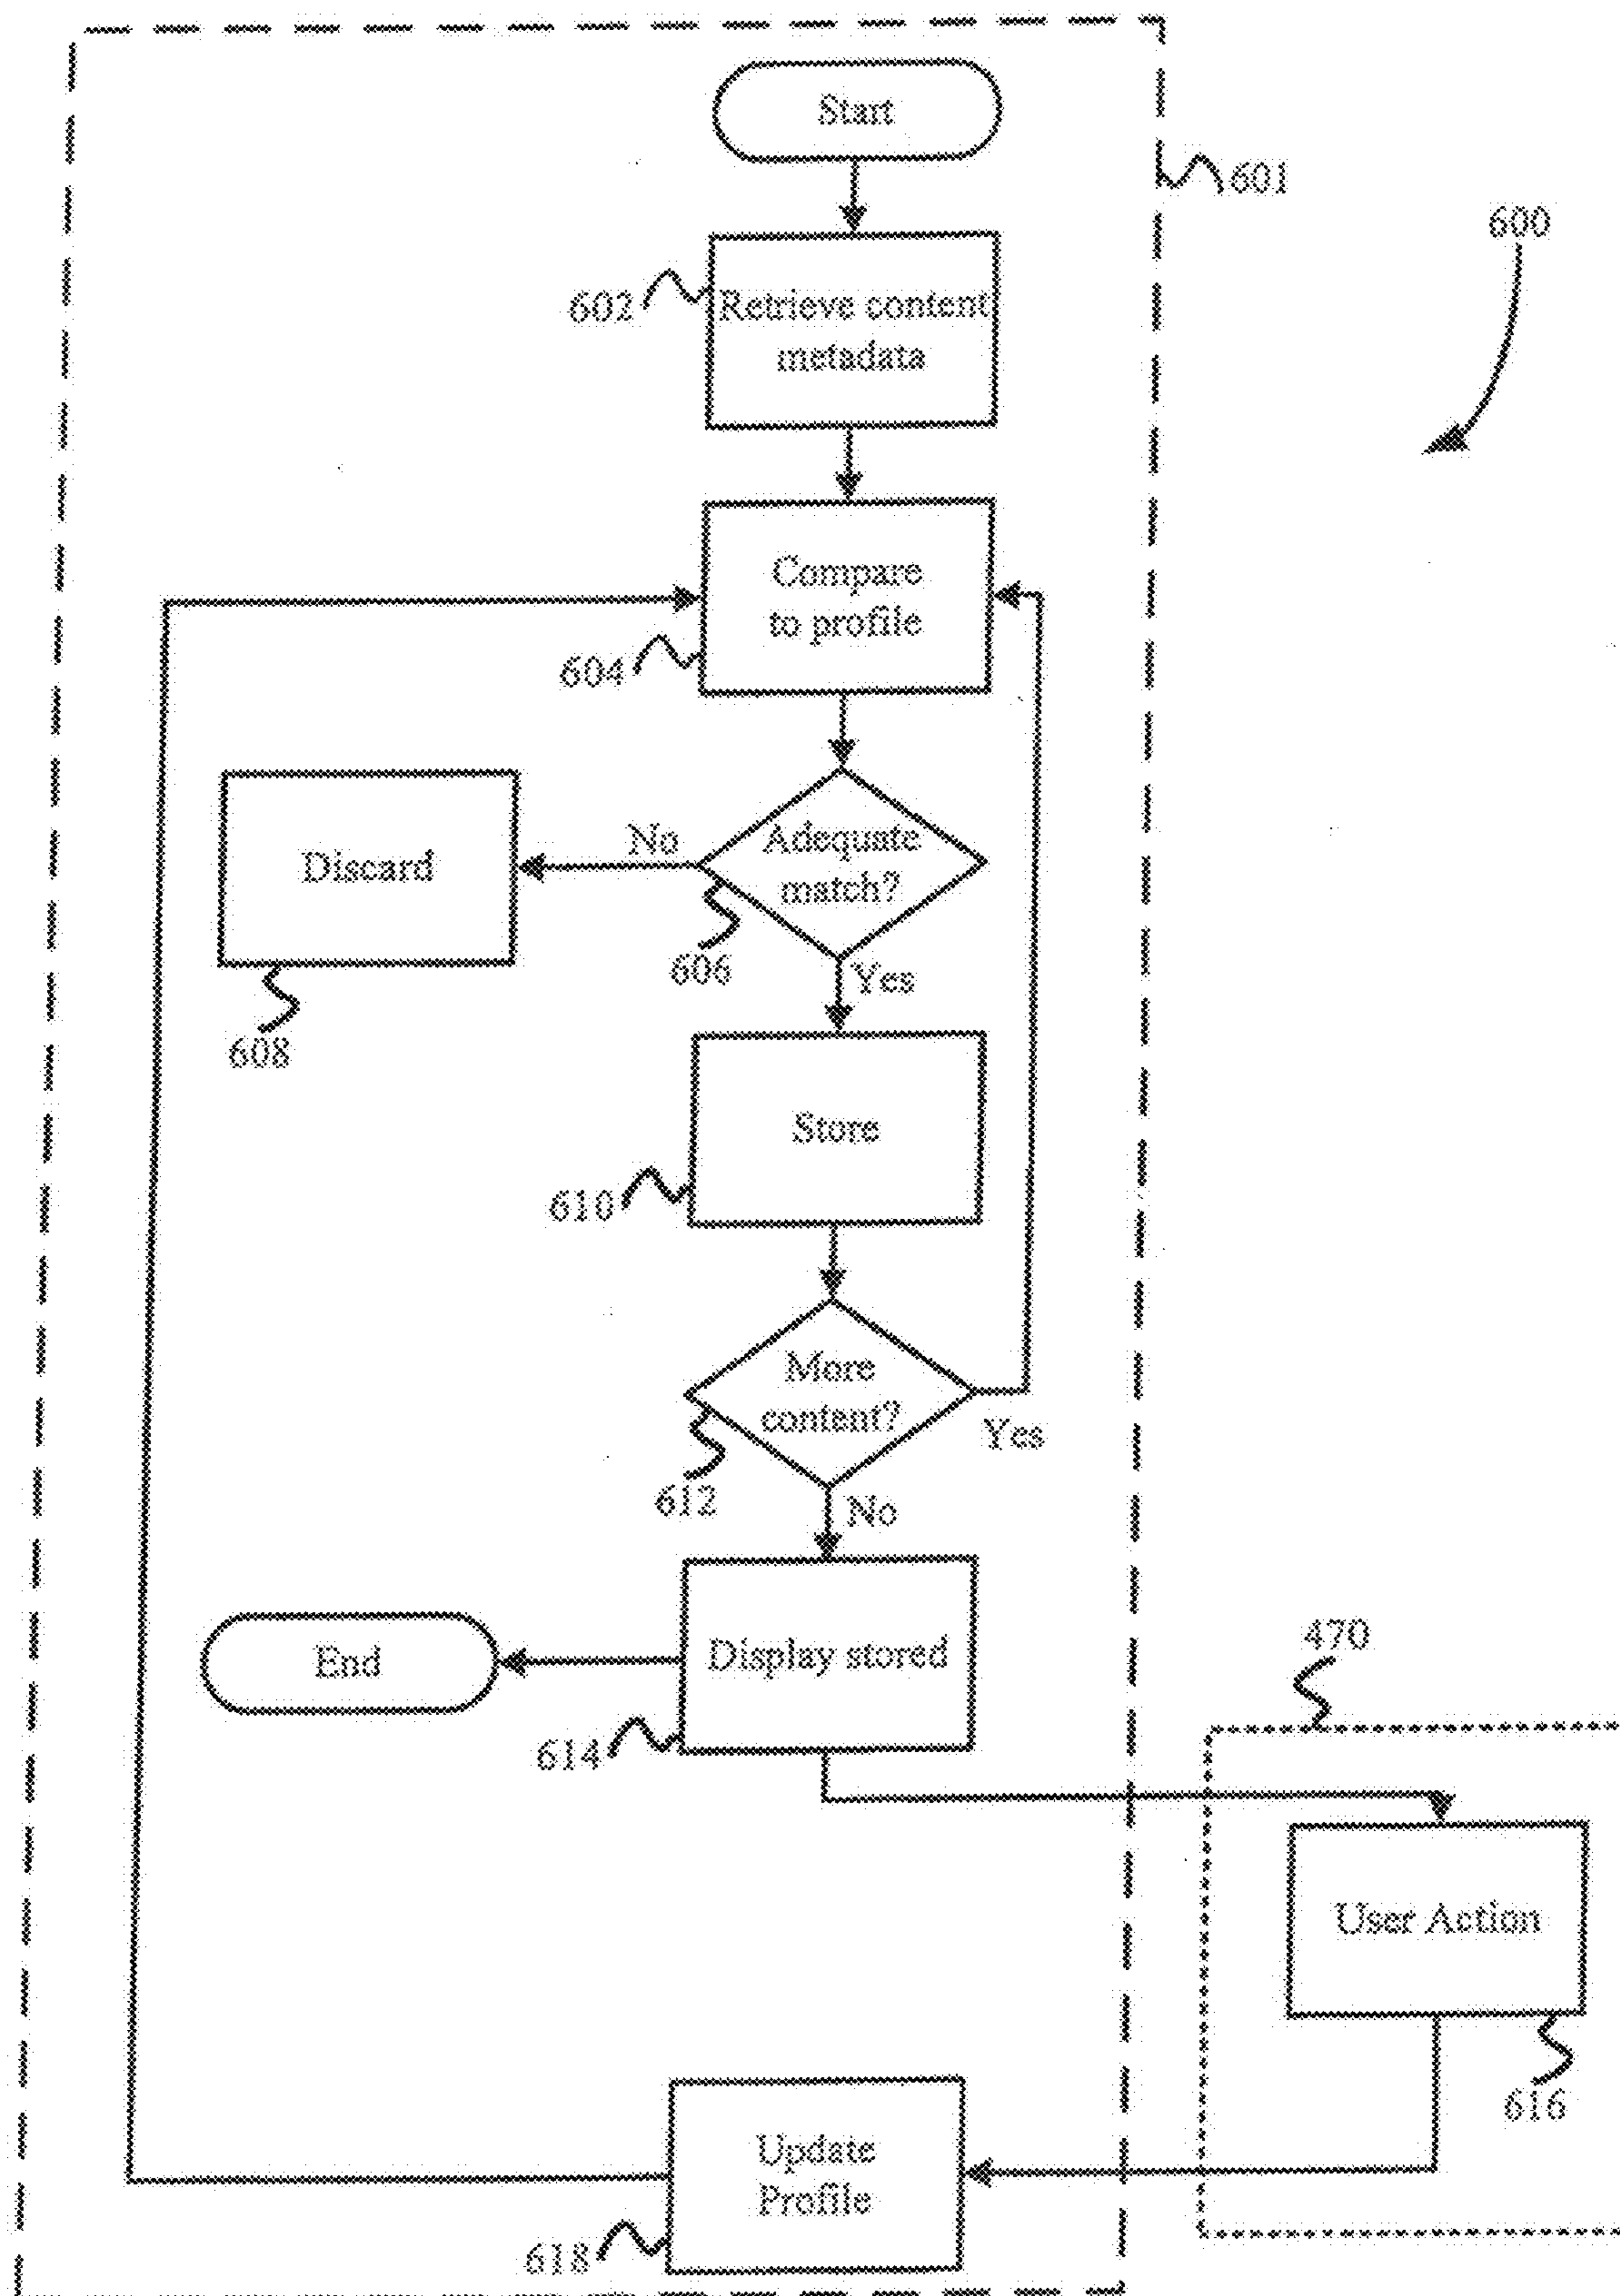 Start
601
600
602
Retrieve content
metadata
Compare
to profile
604
No
Adequate
match?
Discard
606
Yes
608
Store
610
More
content?
Yes
612
No
470
End
Display stored
614
User Action
616
Update
Profile
618